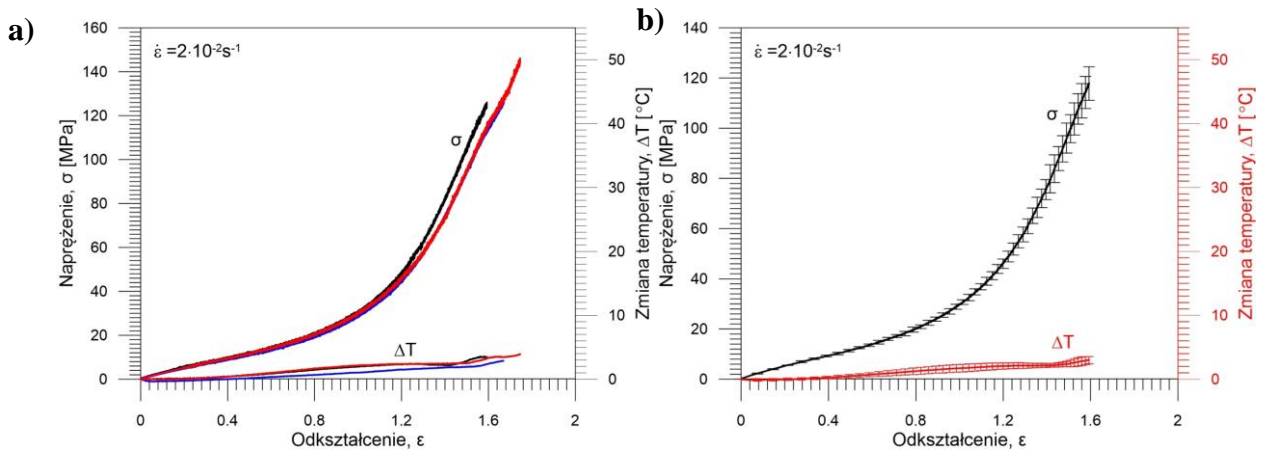 a)
ε̇ =2·10⁻²s⁻¹
160
140
120
100
80
60
40
20
0
Naprężenie, σ [MPa]
σ
ΔT
50
40
30
20
10
0
Zmiana temperatury, ΔT [°C]
0
0.4
0.8
1.2
1.6
2
Odkształcenie, ε
b)
ε̇ =2·10⁻²s⁻¹
140
120
100
80
60
40
20
0
Naprężenie, σ [MPa]
σ
ΔT
50
40
30
20
10
0
Zmiana temperatury, ΔT [°C]
0
0.4
0.8
1.2
1.6
2
Odkształcenie, ε